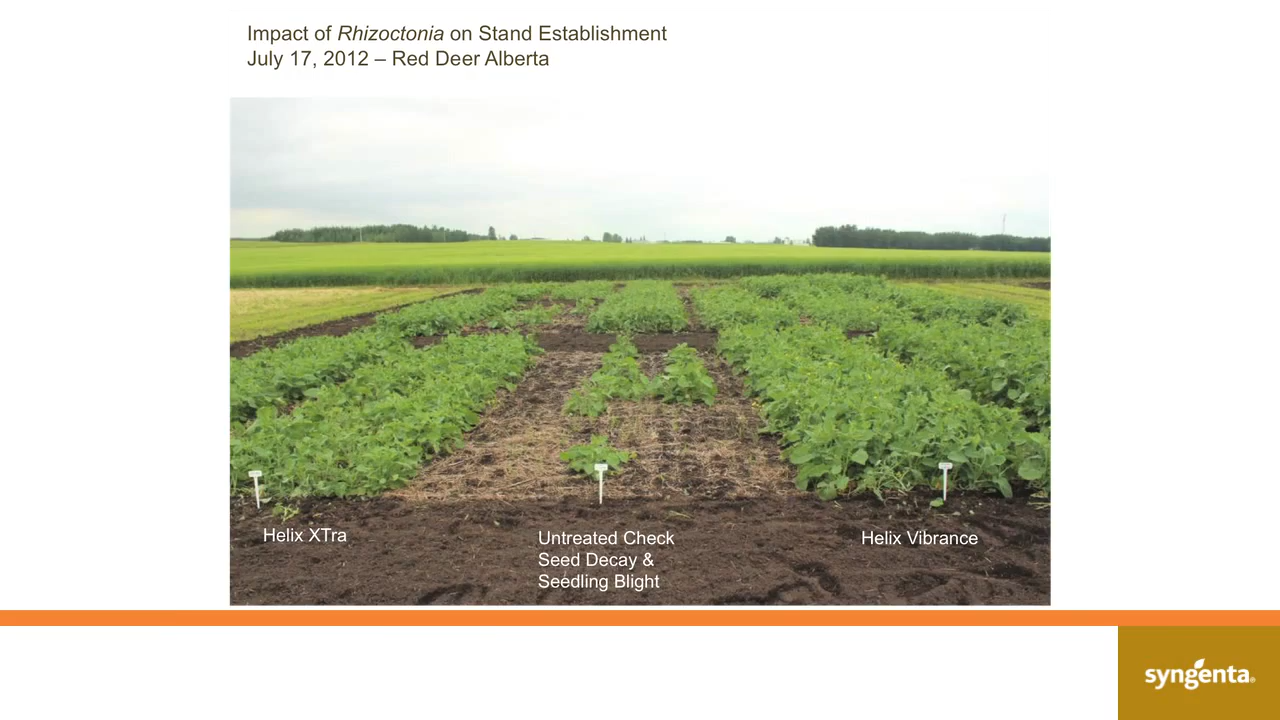 Impact of Rhizoctonia on Stand Establishment
July 17, 2012 – Red Deer Alberta
Helix XTra
Untreated Check
Seed Decay &
Seedling Blight
Helix Vibrance
syngenta®